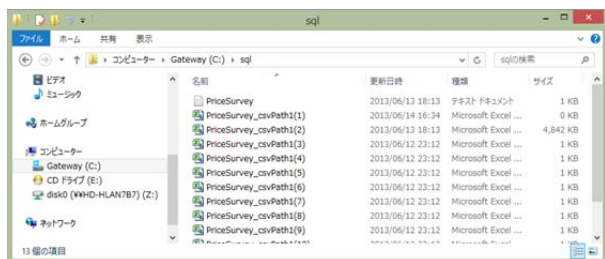 sql
ファイル ホーム 共有 表示
コンピューター ▸ Gateway (C:) ▸ sql sqlの検索
名前 更新日時 種類 サイズ
ビデオ
ミュージック
ホームグループ
コンピューター
Gateway (C:)
CD ドライブ (E:)
disk0 (¥¥HD-HLAN7B7) (Z:)
ネットワーク
PriceSurvey 2013/06/13 18:13 テキスト ドキュメント 1 KB
PriceSurvey_csvPath1(1) 2013/06/14 16:34 Microsoft Excel ... 0 KB
PriceSurvey_csvPath1(2) 2013/06/13 18:13 Microsoft Excel ... 4,842 KB
PriceSurvey_csvPath1(3) 2013/06/12 23:12 Microsoft Excel ... 1 KB
PriceSurvey_csvPath1(4) 2013/06/12 23:12 Microsoft Excel ... 1 KB
PriceSurvey_csvPath1(5) 2013/06/12 23:12 Microsoft Excel ... 1 KB
PriceSurvey_csvPath1(6) 2013/06/12 23:12 Microsoft Excel ... 1 KB
PriceSurvey_csvPath1(7) 2013/06/12 23:12 Microsoft Excel ... 1 KB
PriceSurvey_csvPath1(8) 2013/06/12 23:12 Microsoft Excel ... 1 KB
PriceSurvey_csvPath1(9) 2013/06/12 23:12 Microsoft Excel ... 1 KB
13 個の項目